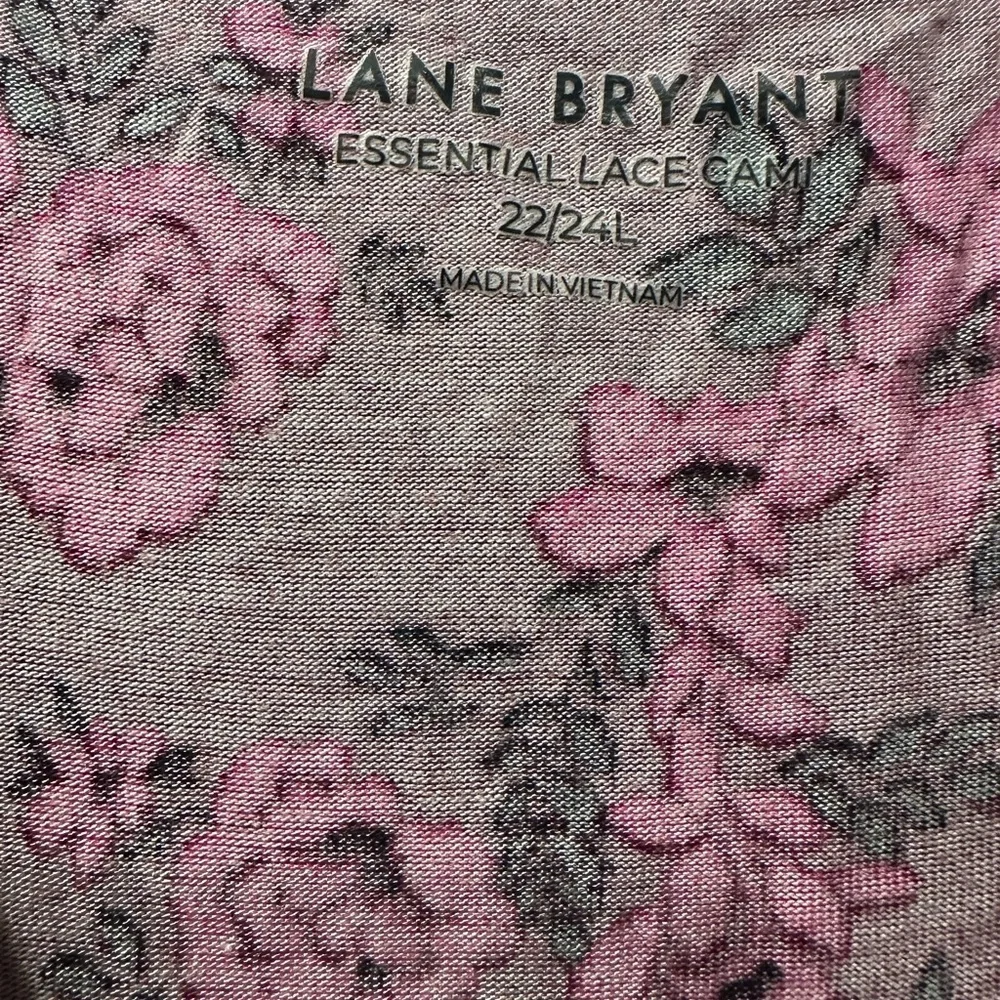 LANE BRYANT
ESSENTIAL LACE CAMI
22/24L
MADE IN VIETNAM